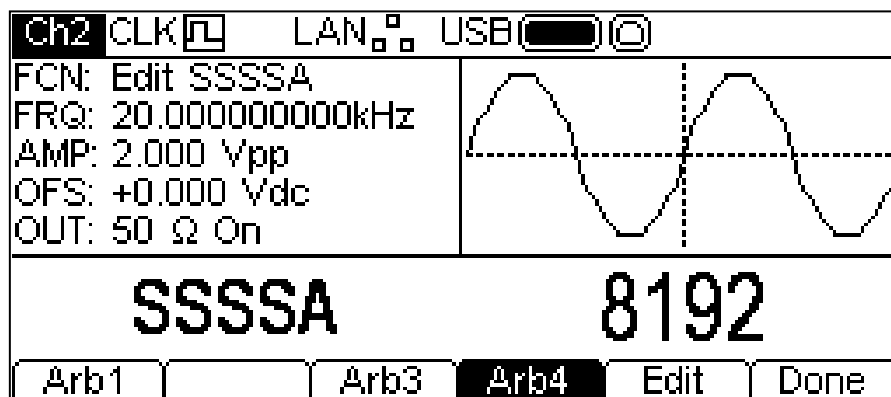 Ch2 CLK LAN USB
FCN: Edit SSSSA
FRQ: 20.000000000kHz
AMP: 2.000 Vpp
OFS: +0.000 Vdc
OUT: 50 Ω On
SSSSA 8192
Arb1 Arb3 Arb4 Edit Done